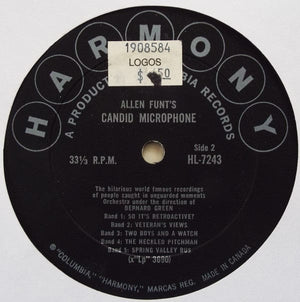 HARMONY
A PRODUCT OF COLUMBIA RECORDS
1908584
LOGOS
ALLEN FUNT'S
CANDID MICROPHONE
33⅓ R.P.M.
Side 2
HL-7243
The hilarious world famous recordings
of people caught in unguarded moments
Orchestra under the direction of
DEPHARD GREEN
Band 1: SO IT'S RETROACTIVE?
Band 2: VETERAN'S VIEWS
Band 3: TWO BOYS AND A WATCH
Band 4: THE HECKLED PITCHMAN
Band 5: SPRING VALLEY BUS
(x"Lp" 3690)
® "COLUMBIA" "HARMONY," MARCAS REG. MADE IN CANADA